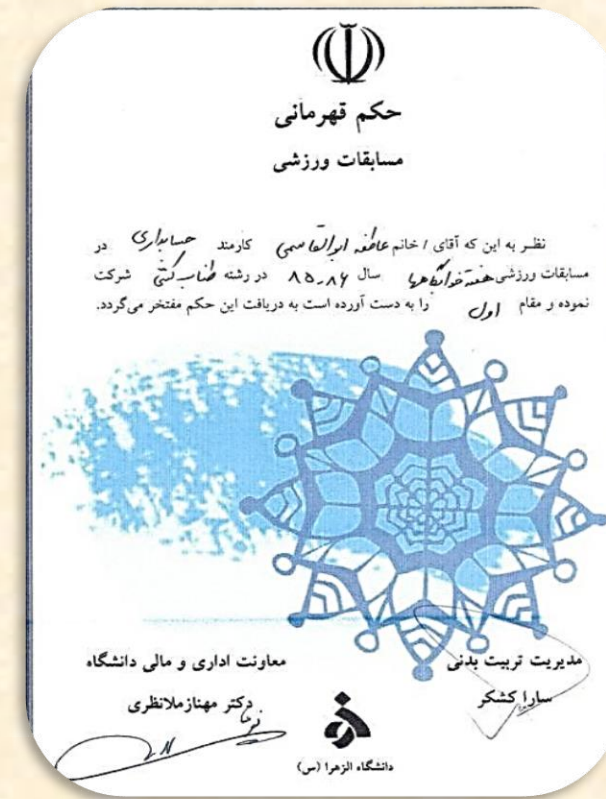 حکم قهرمانی
مسابقات ورزشی
نظر به این که آقای / خانم عاطفه ابوالقاسمی کارمند حسابداری در
مسابقات ورزشی هفته خوابگاهها سال ۸۶-۸۵ در رشته طناب کشی شرکت
نموده و مقام اول را به دست آورده است به دریافت این حکم مفتخر می‌گردد.
مدیریت تربیت بدنی
سارا کشکر
معاونت اداری و مالی دانشگاه
دکتر مهناز ملانظری
دانشگاه الزهرا (س)